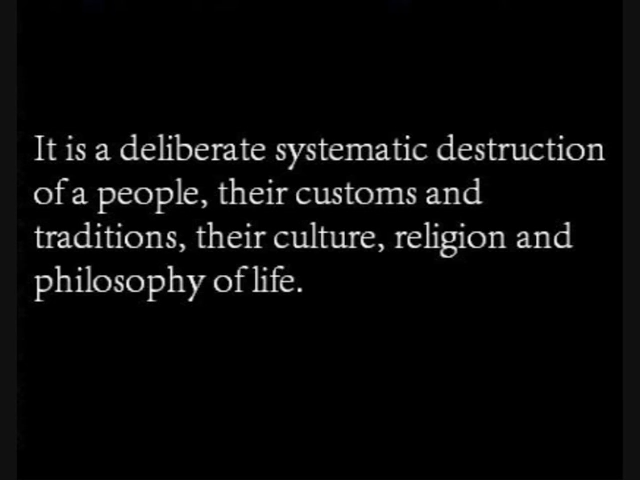 It is a deliberate systematic destruction
of a people, their customs and
traditions, their culture, religion and
philosophy of life.